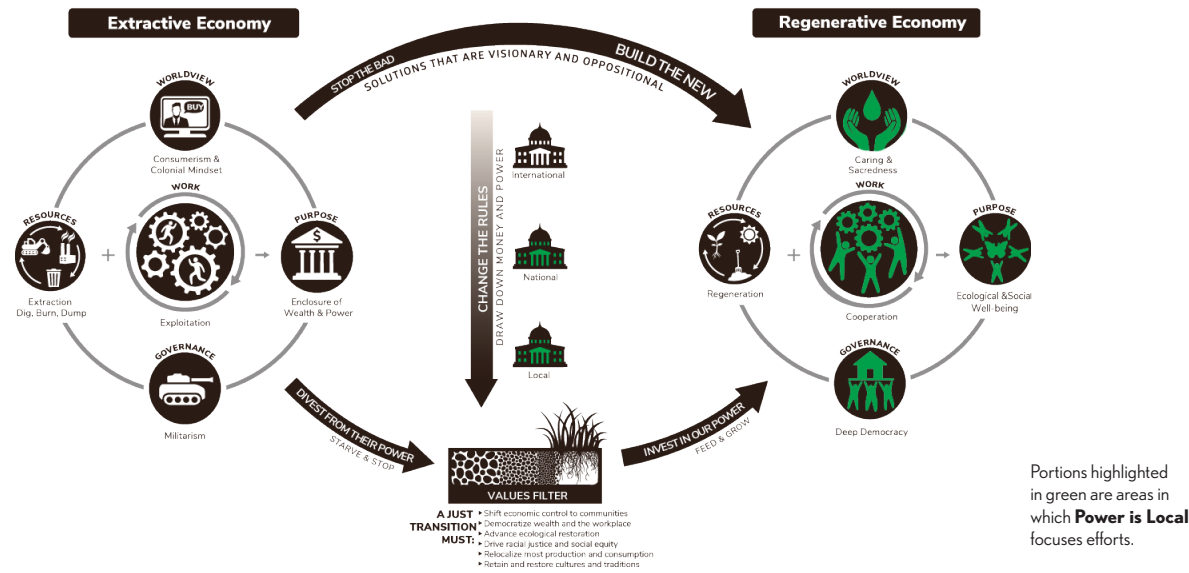 Extractive Economy
Regenerative Economy
STOP THE BAD
BUILD THE NEW
SOLUTIONS THAT ARE VISIONARY AND OPPOSITIONAL
WORLDVIEW
BUY
Consumerism &
Colonial Mindset
RESOURCES
Extraction
Dig, Burn, Dump
+
WORK
Exploitation
PURPOSE
$
Enclosure of
Wealth & Power
GOVERNANCE
Militarism
CHANGE THE RULES
DRAW DOWN MONEY AND POWER
International
National
Local
WORLDVIEW
Caring &
Sacredness
RESOURCES
Regeneration
+
WORK
Cooperation
PURPOSE
Ecological &Social
Well-being
GOVERNANCE
Deep Democracy
DIVEST FROM THEIR POWER
STARVE & STOP
INVEST IN OUR POWER
FEED & GROW
VALUES FILTER
A JUST
TRANSITION
MUST:
Shift economic control to communities
Democratize wealth and the workplace
Advance ecological restoration
Drive racial justice and social equity
Relocalize most production and consumption
Retain and restore cultures and traditions
Portions highlighted
in green are areas in
which Power is Local
focuses efforts.